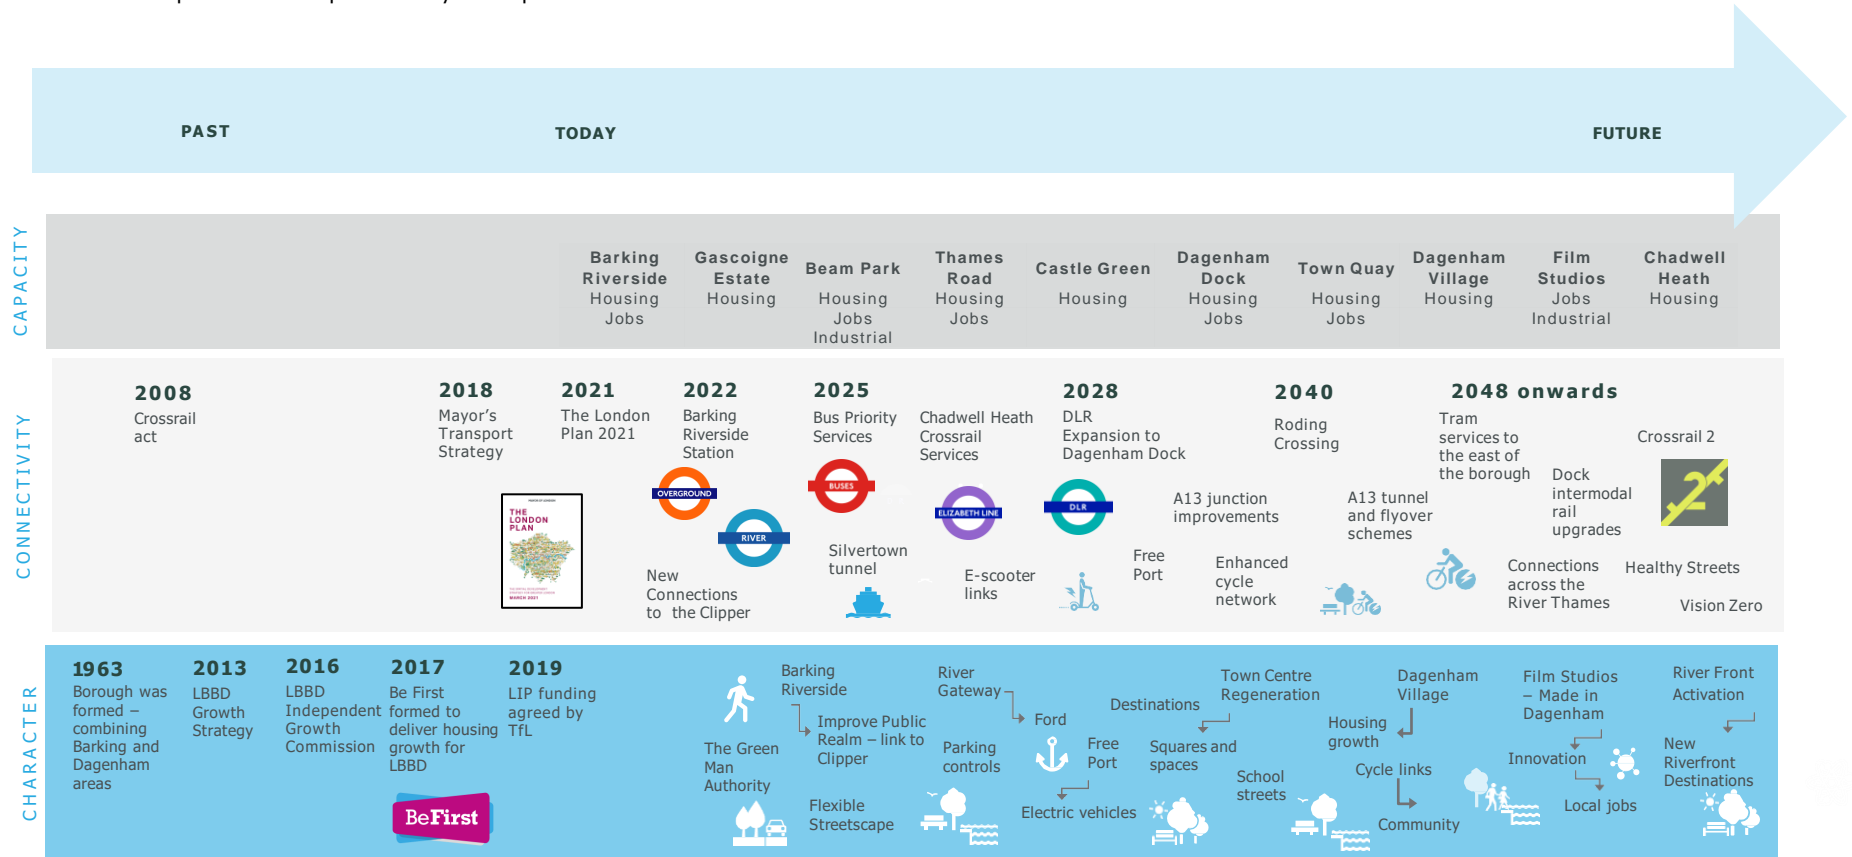 PAST
TODAY
FUTURE
CAPACITY
Barking
Riverside
Housing
Jobs
Gascoigne
Estate
Housing
Beam Park
Housing
Jobs
Industrial
Thames
Road
Housing
Jobs
Castle Green
Housing
Dagenham
Dock
Housing
Jobs
Town Quay
Housing
Jobs
Dagenham
Village
Housing
Film
Studios
Jobs
Industrial
Chadwell
Heath
Housing
CONNECTIVITY
2008
Crossrail
act
2018
Mayor's
Transport
Strategy
2021
The London
Plan 2021
THE
LONDON
PLAN
MARCH 2021
2022
Barking
Riverside
Station
OVERGROUND
RIVER
New
Connections
to the Clipper
2025
Bus Priority
Services
BUSES
Silvertown
tunnel
Chadwell Heath
Crossrail
Services
ELIZABETH LINE
E-scooter
links
2028
DLR
Expansion to
Dagenham Dock
DLR
Free
Port
A13 junction
improvements
Enhanced
cycle
network
2040
Roding
Crossing
A13 tunnel
and flyover
schemes
2048 onwards
Tram
services to
the east of
the borough
Dock
intermodal
rail
upgrades
Connections
across the
River Thames
Crossrail 2
2
Healthy Streets
Vision Zero
CHARACTER
1963
Borough was
formed –
combining
Barking and
Dagenham
areas
2013
LBBD
Growth
Strategy
2016
LBBD
Independent
Growth
Commission
2017
Be First
formed to
deliver housing
growth for
LBBD
BeFirst
2019
LIP funding
agreed by
TfL
The Green
Man
Authority
Barking
Riverside
Improve Public
Realm – link to
Clipper
Flexible
Streetscape
River
Gateway
Ford
Parking
controls
Free
Port
Electric vehicles
Destinations
Town Centre
Regeneration
Squares and
spaces
School
streets
Dagenham
Village
Housing
growth
Cycle links
Community
Film Studios
– Made in
Dagenham
Innovation
Local jobs
River Front
Activation
New
Riverfront
Destinations